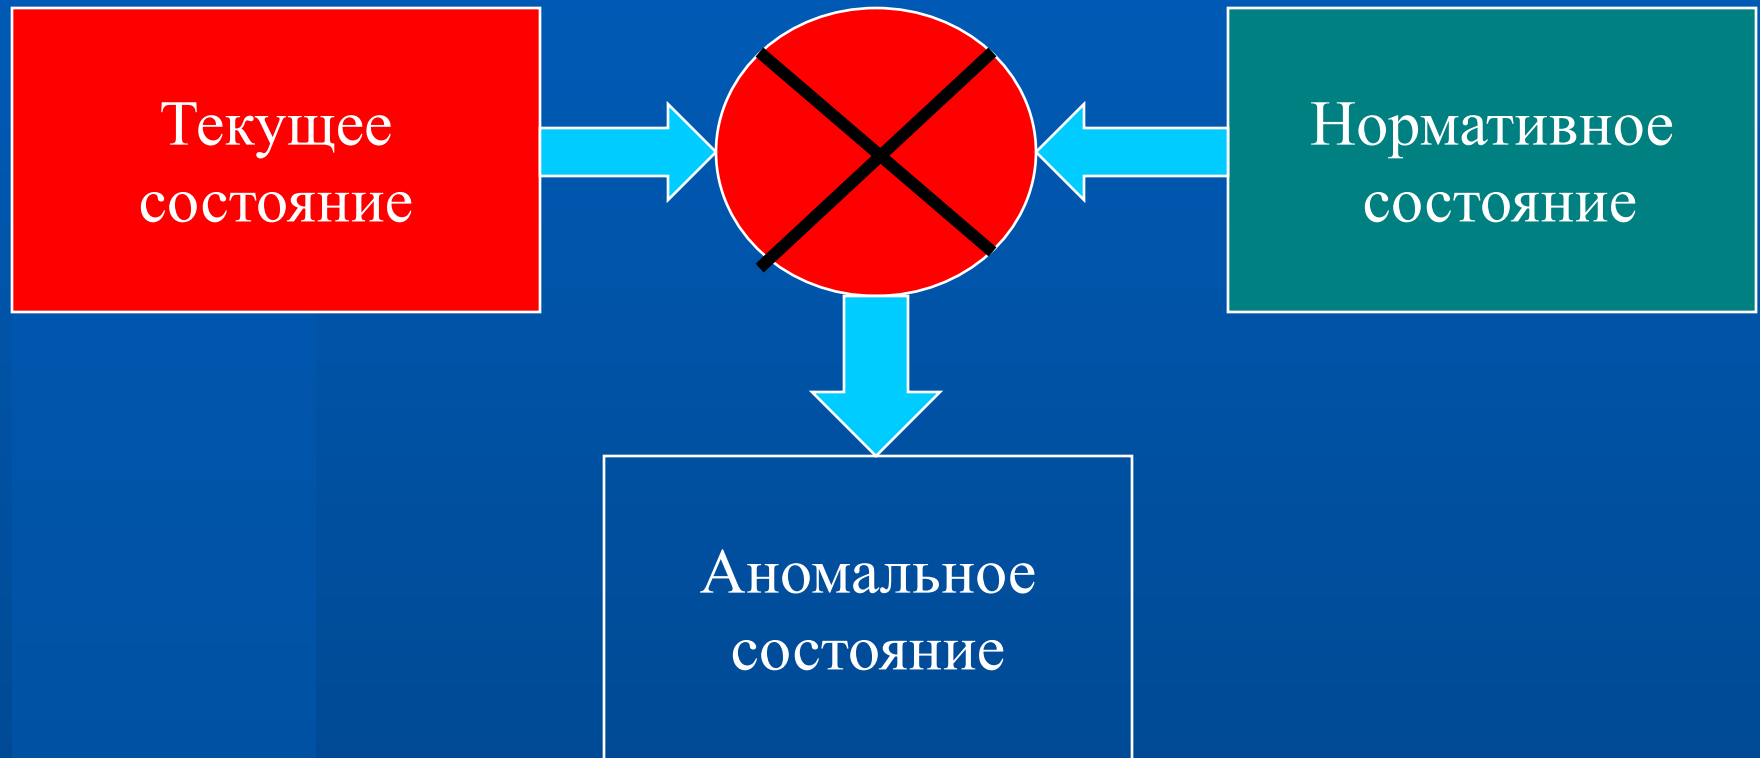 Текущее
состояние
Нормативное
состояние
Аномальное
состояние